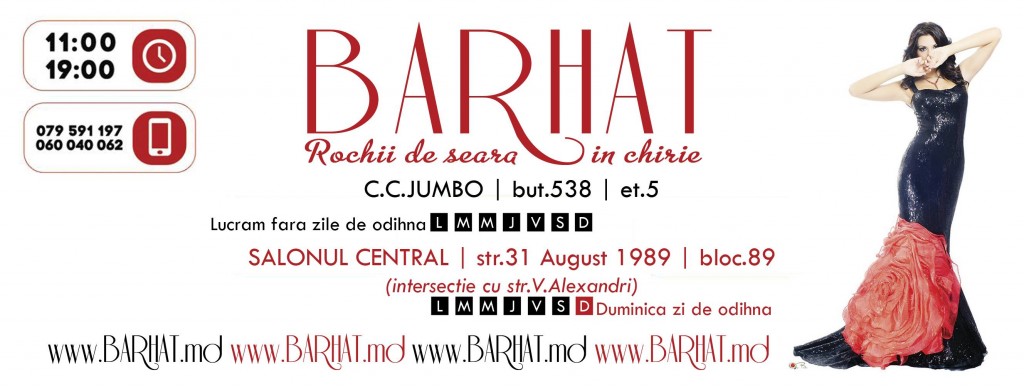 11:00
19:00
079 591 197
060 040 062
BARHAT
Rochii de seara in chirie
C.C.JUMBO | but.538 | et.5
Lucram fara zile de odihna L M M J V S D
SALONUL CENTRAL | str.31 August 1989 | bloc.89
(intersectie cu str.V.Alexandri)
L M M J V S D Duminica zi de odihna
www.BARHAT.md www.BARHAT.md www.BARHAT.md www.BARHAT.md